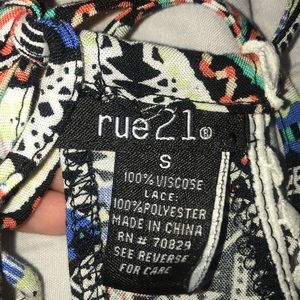 rue21®
S
100% VISCOSE
LACE:
100% POLYESTER
MADE IN CHINA
RN # 70829
SEE REVERSE
FOR CARE